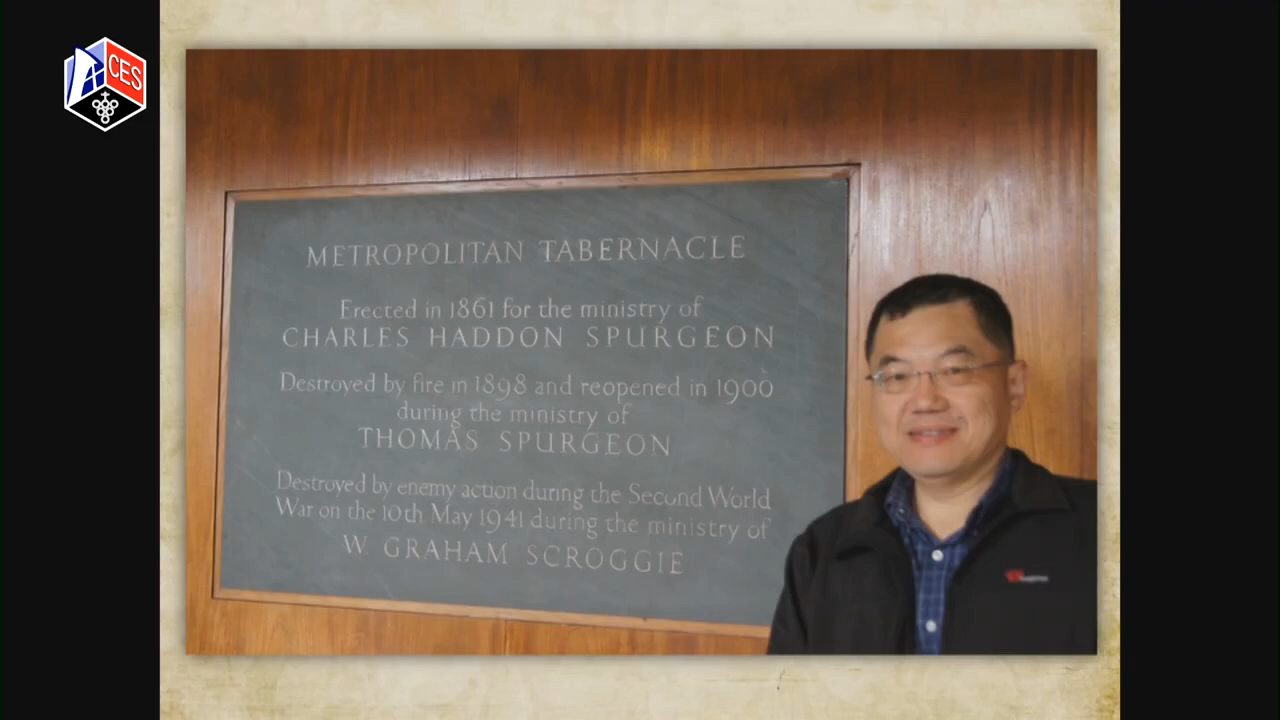 ACES
METROPOLITAN TABERNACLE
Erected in 1861 for the ministry of
CHARLES HADDON SPURGEON
Destroyed by fire in 1898 and reopened in 1900
during the ministry of
THOMAS SPURGEON
Destroyed by enemy action during the Second World
War on the 10th May 1941 during the ministry of
W. GRAHAM SCROGGIE